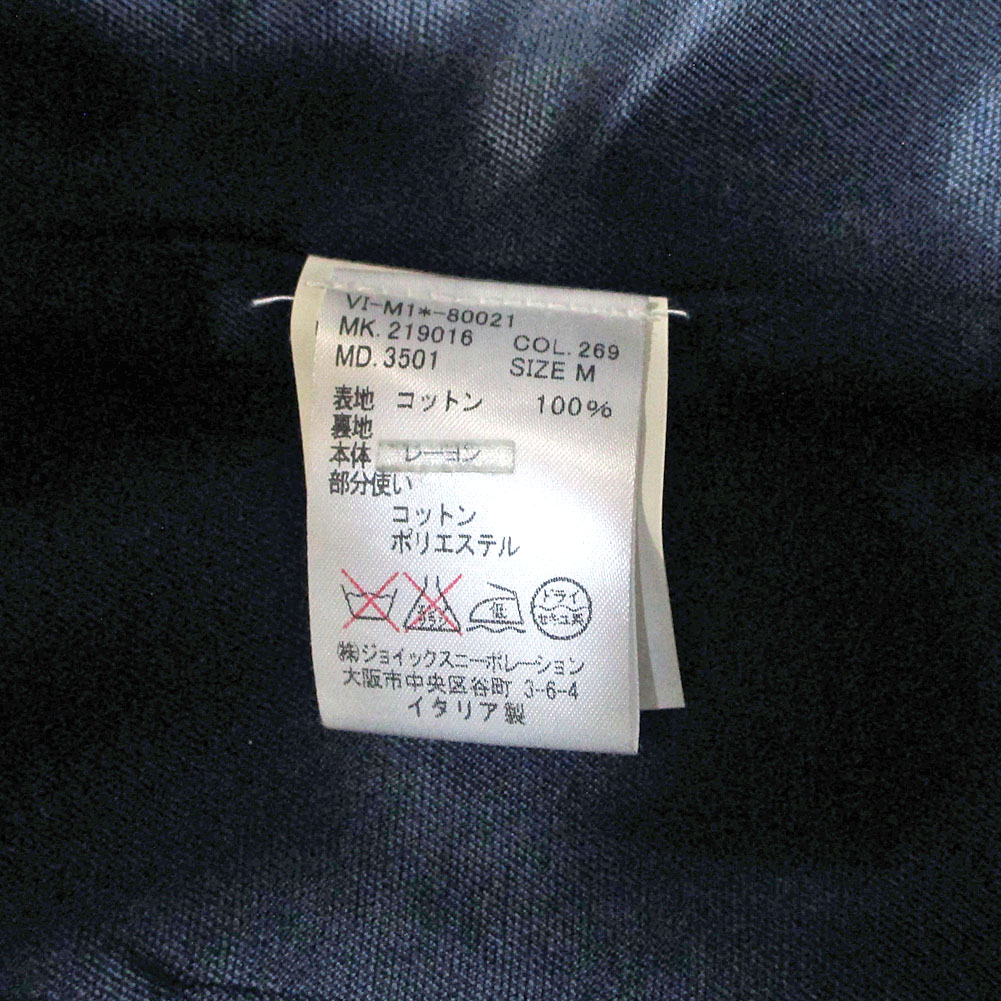 VI-M1*-80021
MK. 219016 COL. 269
MD. 3501 SIZE M
表地 コットン 100%
裏地
本体 レーヨン
部分使い
コットン
ポリエステル
低
ドライ
セキユ系
㈱ジョイックスニーポレーション
大阪市中央区谷町 3-6-4
イタリア製